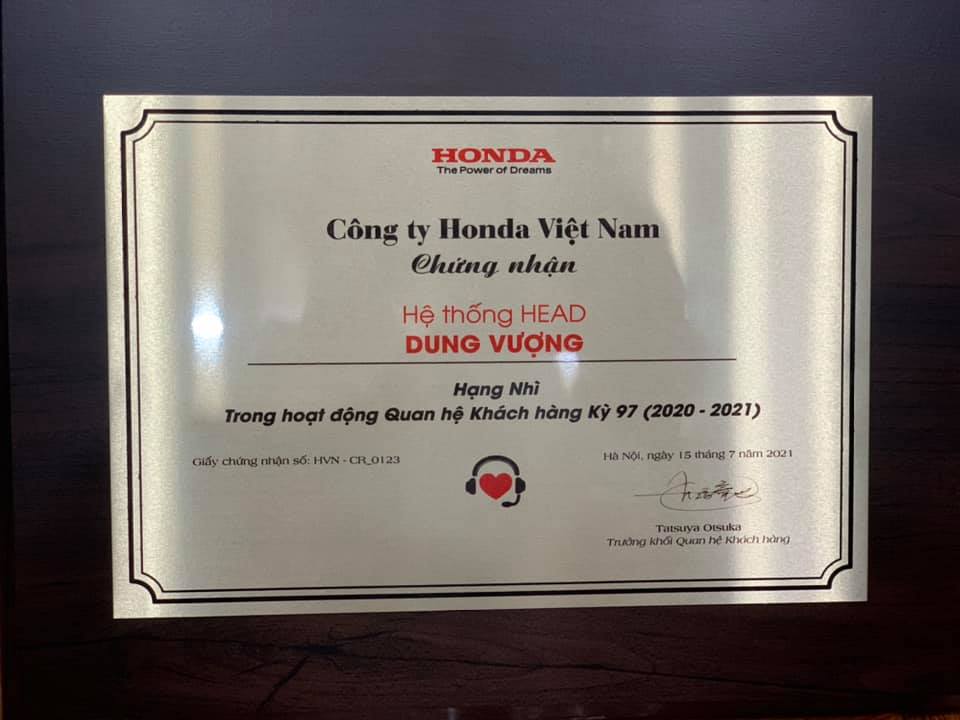 HONDA
The Power of Dreams
Công ty Honda Việt Nam
Chứng nhận
Hệ thống HEAD
DUNG VƯỢNG
Hạng Nhì
Trong hoạt động Quan hệ Khách hàng Kỳ 97 (2020 - 2021)
Giấy chứng nhận số: HVN - CR_0123
Hà Nội, ngày 15 tháng 7 năm 2021
Tatsuya Otsuka
Trưởng khối Quan hệ Khách hàng